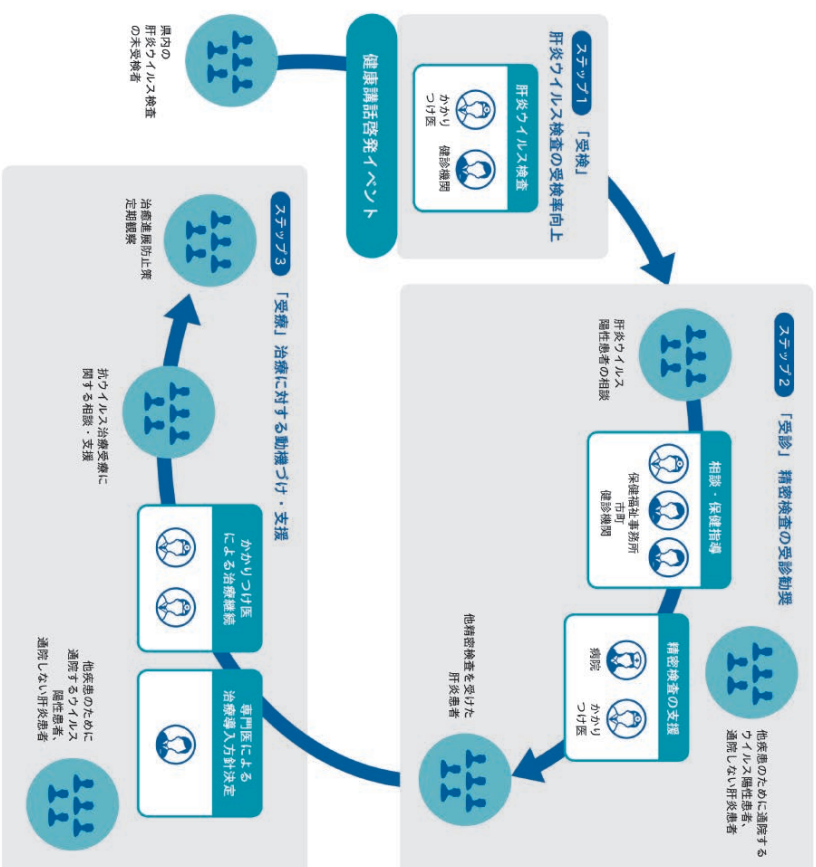 ステップ1 「受検」
肝炎ウイルス検査の受検率向上
肝炎ウイルス検査
かかり
つけ医
健診機関
健康講話啓発イベント
県内の
肝炎ウイルス検査
の未受検者
ステップ2 「受診」 精密検査の受診勧奨
肝炎ウイルス
陽性患者の相談
相談・保健指導
保健福祉事務所
市町
健診機関
精密検査の支援
病院
かかり
つけ医
他疾患のために通院する
ウイルス陽性患者、
通院しない肝炎患者
他精密検査を受けた
肝炎患者
ステップ3 「受療」治療に対する動機づけ・支援
専門医による
治療導入方針決定
かかりつけ医
による治療継続
他疾患のために
通院するウイルス
陽性患者、
通院しない肝炎患者
抗ウイルス治療受療に
関する相談・支援
治癒進展防止策
定期観察